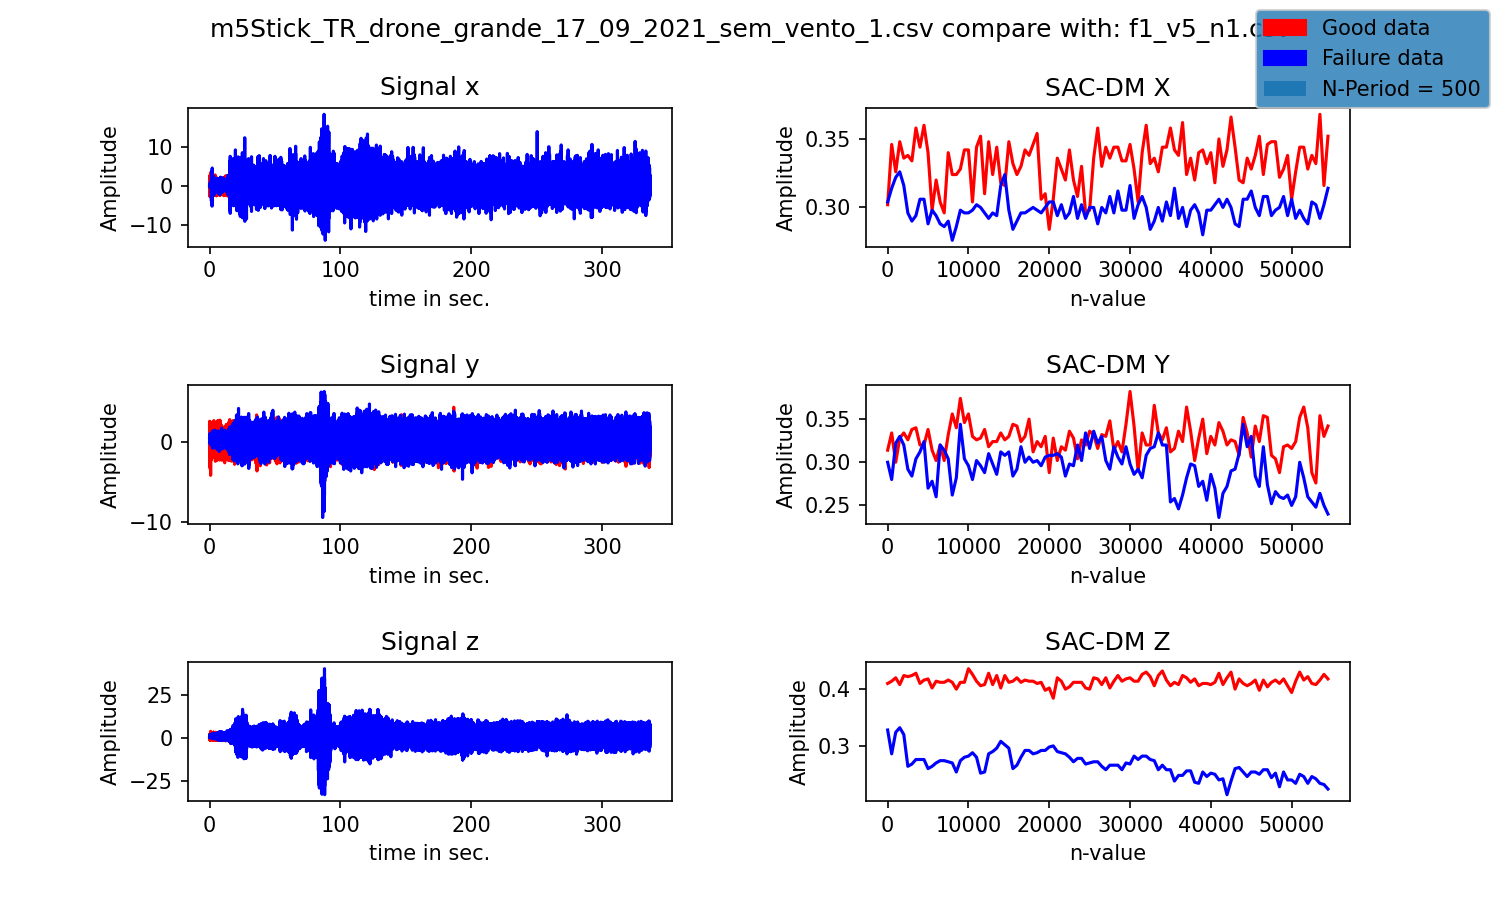 m5Stick_TR_drone_grande_17_09_2021_sem_vento_1.csv compare with: f1_v5_n1.csv
Good data
Failure data
N-Period = 500
Signal x
Amplitude
10
0
−10
0
100
200
300
time in sec.
SAC-DM X
Amplitude
0.35
0.30
0
10000
20000
30000
40000
50000
n-value
Signal y
Amplitude
0
−10
0
100
200
300
time in sec.
SAC-DM Y
Amplitude
0.35
0.30
0.25
0
10000
20000
30000
40000
50000
n-value
Signal z
Amplitude
25
0
−25
0
100
200
300
time in sec.
SAC-DM Z
Amplitude
0.4
0.3
0
10000
20000
30000
40000
50000
n-value